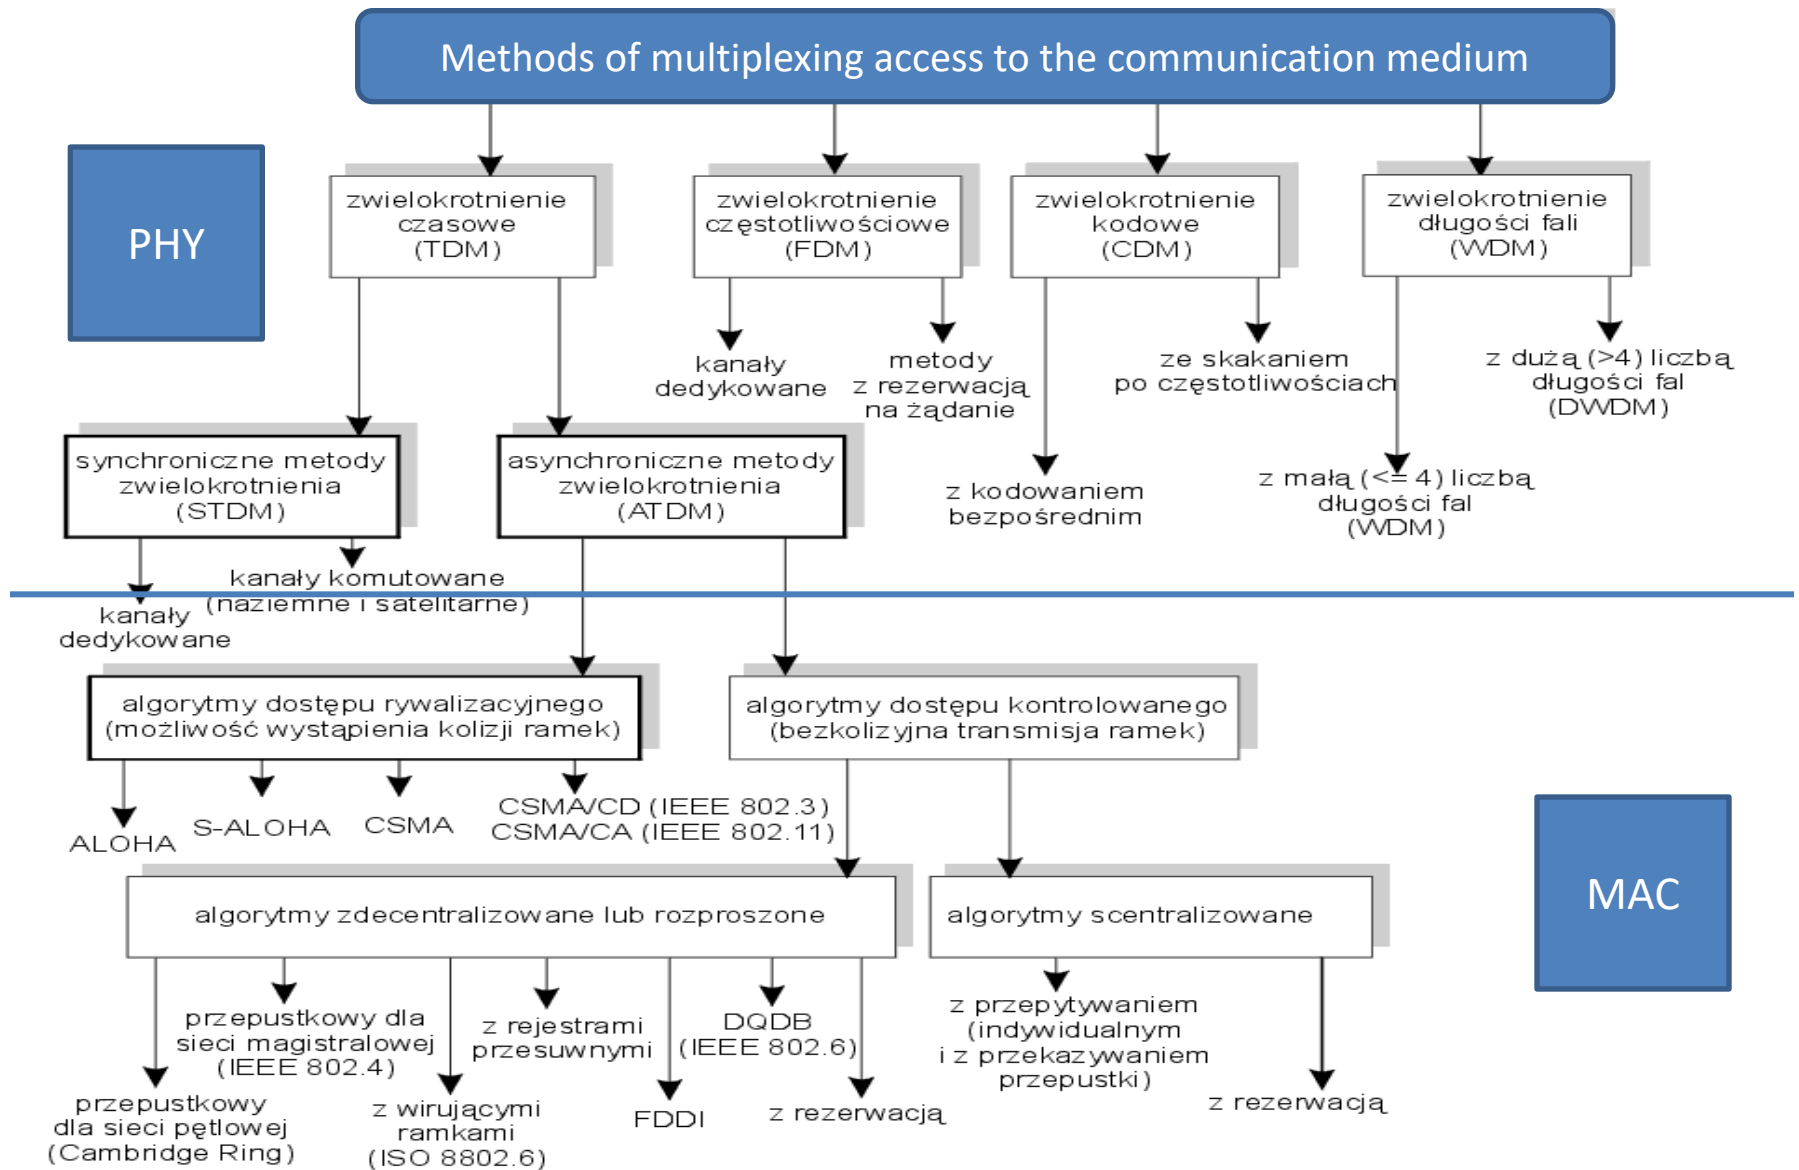 Methods of multiplexing access to the communication medium
PHY
zwielokrotnienie
czasowe
(TDM)
zwielokrotnienie
częstotliwościowe
(FDM)
zwielokrotnienie
kodowe
(CDM)
zwielokrotnienie
długości fali
(WDM)
kanały
dedykowane
metody
z rezerwacją
na żądanie
ze skakaniem
po częstotliwościach
z dużą (>4) liczbą
długości fal
(DWDM)
synchroniczne metody
zwielokrotnienia
(STDM)
asynchroniczne metody
zwielokrotnienia
(ATDM)
z kodowaniem
bezpośrednim
z małą (<= 4) liczbą
długości fal
(WDM)
kanały komutowane
(naziemne i satelitarne)
kanały
dedykowane
algorytmy dostępu rywalizacyjnego
(możliwość wystąpienia kolizji ramek)
algorytmy dostępu kontrolowanego
(bezkolizyjna transmisja ramek)
ALOHA
S-ALOHA
CSMA
CSMA/CD (IEEE 802.3)
CSMA/CA (IEEE 802.11)
MAC
algorytmy zdecentralizowane lub rozproszone
algorytmy scentralizowane
przepustkowy
dla sieci pętlowej
(Cambridge Ring)
przepustkowy dla
sieci magistralowej
(IEEE 802.4)
z wirującymi
ramkami
(ISO 8802.6)
z rejestrami
przesuwnymi
FDDI
DQDB
(IEEE 802.6)
z rezerwacją
z przepytywaniem
(indywidualnym
i z przekazywaniem
przepustki)
z rezerwacją